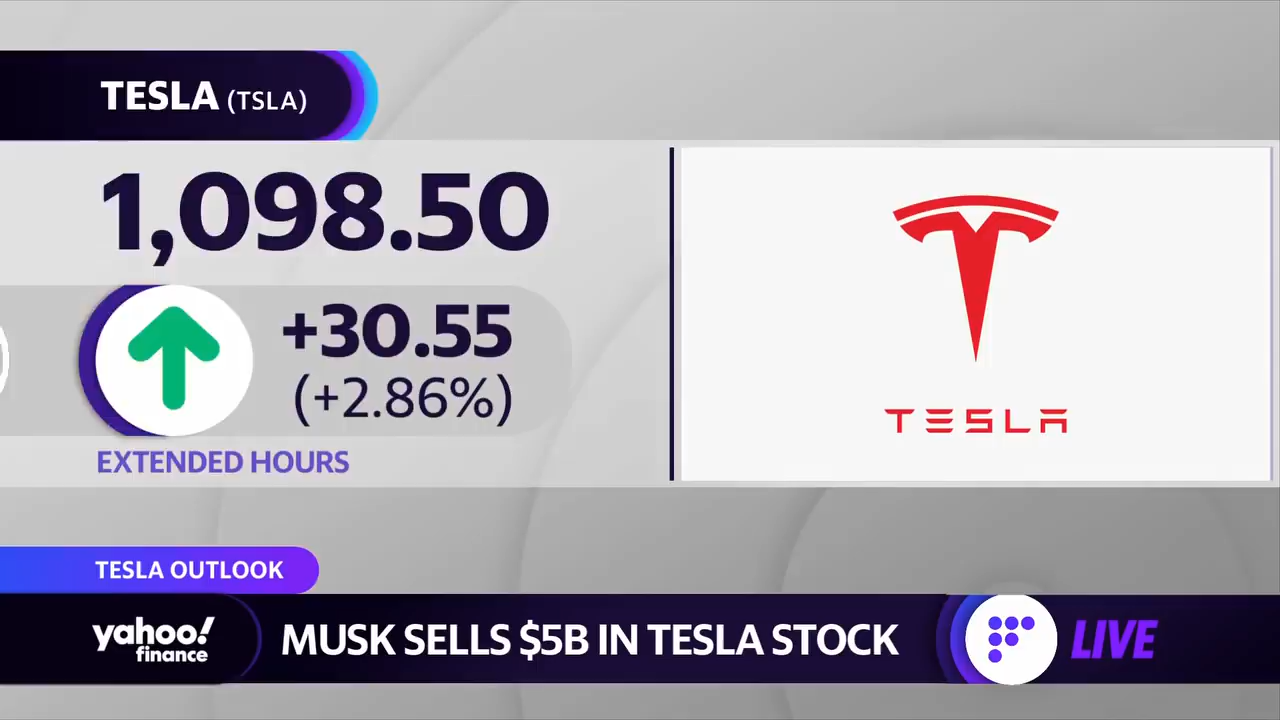 TESLA (TSLA)
1,098.50
+30.55
(+2.86%)
EXTENDED HOURS
TESLA
TESLA OUTLOOK
yahoo!
finance
MUSK SELLS $5B IN TESLA STOCK
LIVE